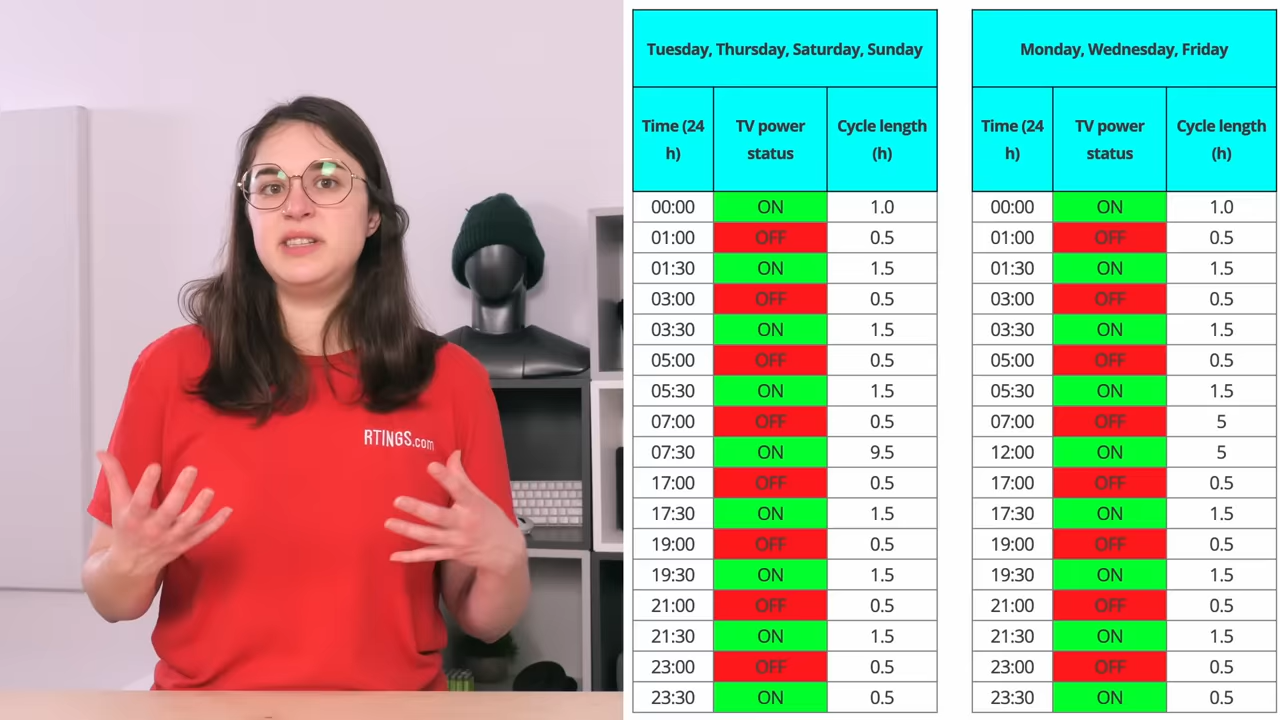 RTINGS.com
Tuesday, Thursday, Saturday, Sunday
Time (24 h) TV power status Cycle length (h)
00:00 ON 1.0
01:00 OFF 0.5
01:30 ON 1.5
03:00 OFF 0.5
03:30 ON 1.5
05:00 OFF 0.5
05:30 ON 1.5
07:00 OFF 0.5
07:30 ON 9.5
17:00 OFF 0.5
17:30 ON 1.5
19:00 OFF 0.5
19:30 ON 1.5
21:00 OFF 0.5
21:30 ON 1.5
23:00 OFF 0.5
23:30 ON 0.5
Monday, Wednesday, Friday
Time (24 h) TV power status Cycle length (h)
00:00 ON 1.0
01:00 OFF 0.5
01:30 ON 1.5
03:00 OFF 0.5
03:30 ON 1.5
05:00 OFF 0.5
05:30 ON 1.5
07:00 OFF 5
12:00 ON 5
17:00 OFF 0.5
17:30 ON 1.5
19:00 OFF 0.5
19:30 ON 1.5
21:00 OFF 0.5
21:30 ON 1.5
23:00 OFF 0.5
23:30 ON 0.5